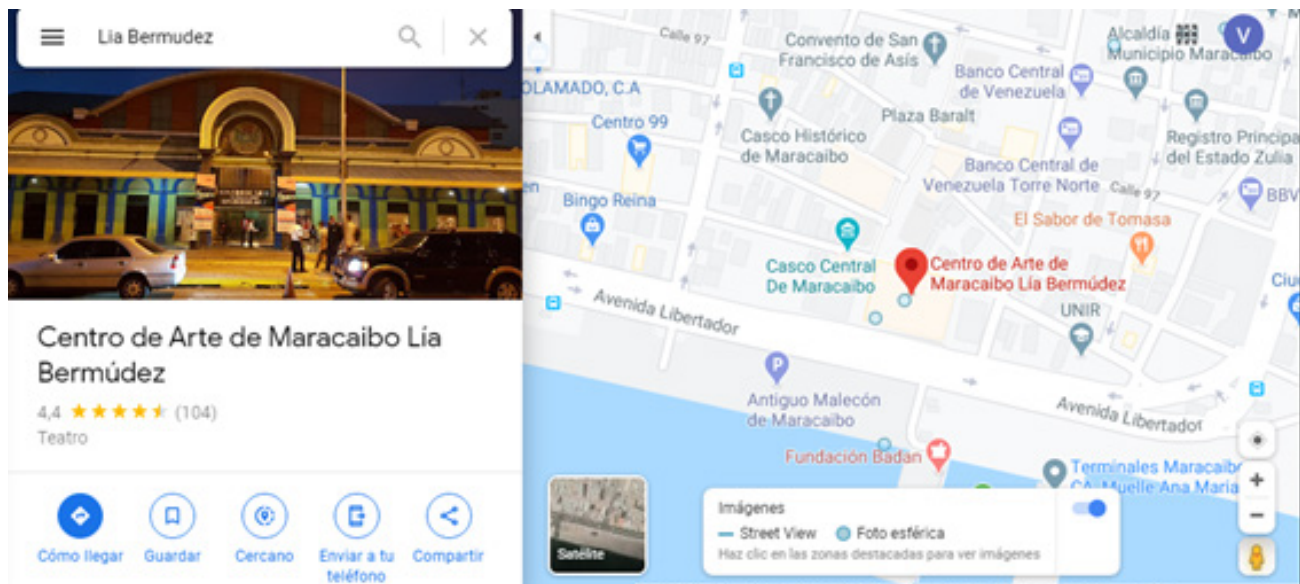 Lia Bermudez
Centro de Arte de Maracaibo Lía
Bermúdez
4,4 (104)
Teatro
Cómo llegar
Guardar
Cercano
Enviar a tu
teléfono
Compartir
Calle 97
Convento de San
Francisco de Asís
Alcaldía
Municipio Maracaibo
V
OLAMADO, C.A
Banco Central
de Venezuela
Centro 99
Plaza Baralt
Casco Histórico
de Maracaibo
Registro Principa
del Estado Zulia
Banco Central de
Venezuela Torre Norte
Calle 97
en
Bingo Reina
BBV
El Sabor de Tomasa
Casco Central
De Maracaibo
Centro de Arte de
Maracaibo Lía Bermúdez
Ciu
Avenida Libertador
UNIR
P
Antiguo Malecón
de Maracaibo
Avenida Libertador
Fundación Badan
Terminales Maracaibo
CA. Muelle Ana Maria
Satélite
Imágenes
Street View Foto esférica
Haz clic en las zonas destacadas para ver imágenes